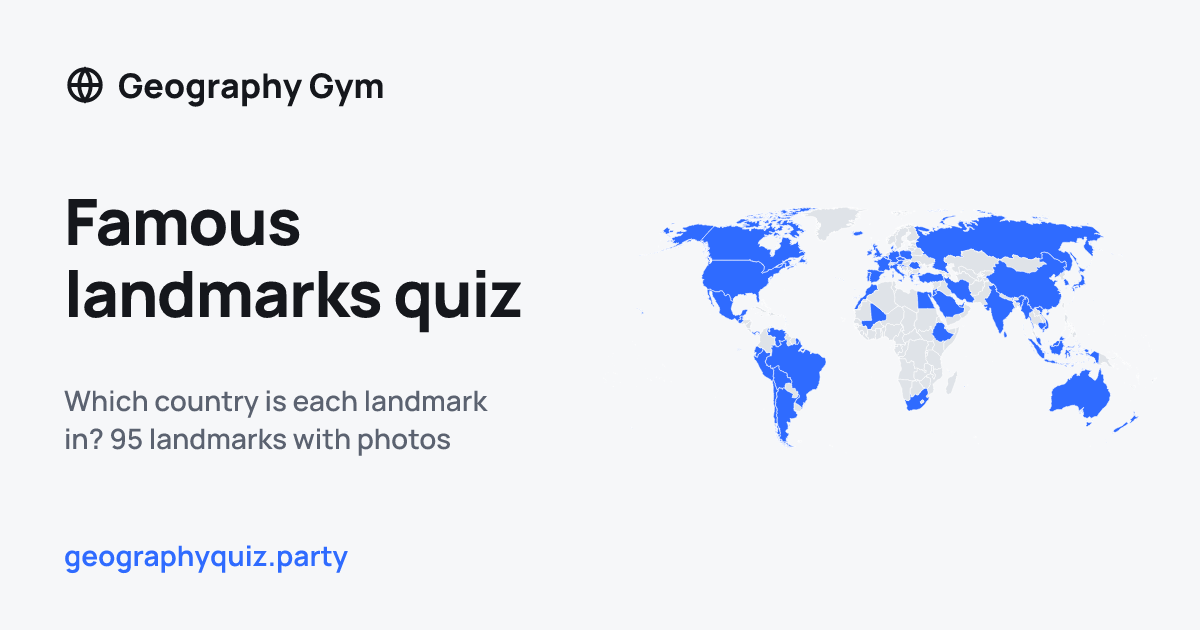 Geography Gym
Famous
landmarks quiz
Which country is each landmark
in? 95 landmarks with photos
geographyquiz.party